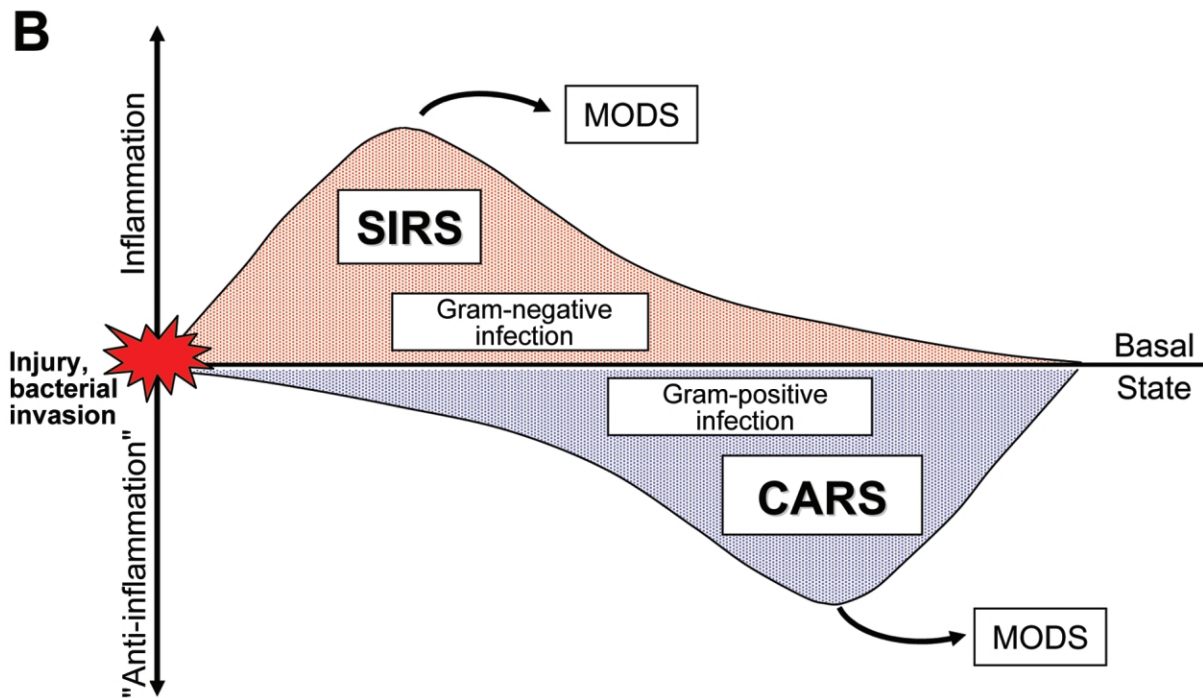 B
Inflammation
MODS
SIRS
Gram-negative
infection
Basal
State
Injury,
bacterial
invasion
Gram-positive
infection
CARS
"Anti-inflammation"
MODS